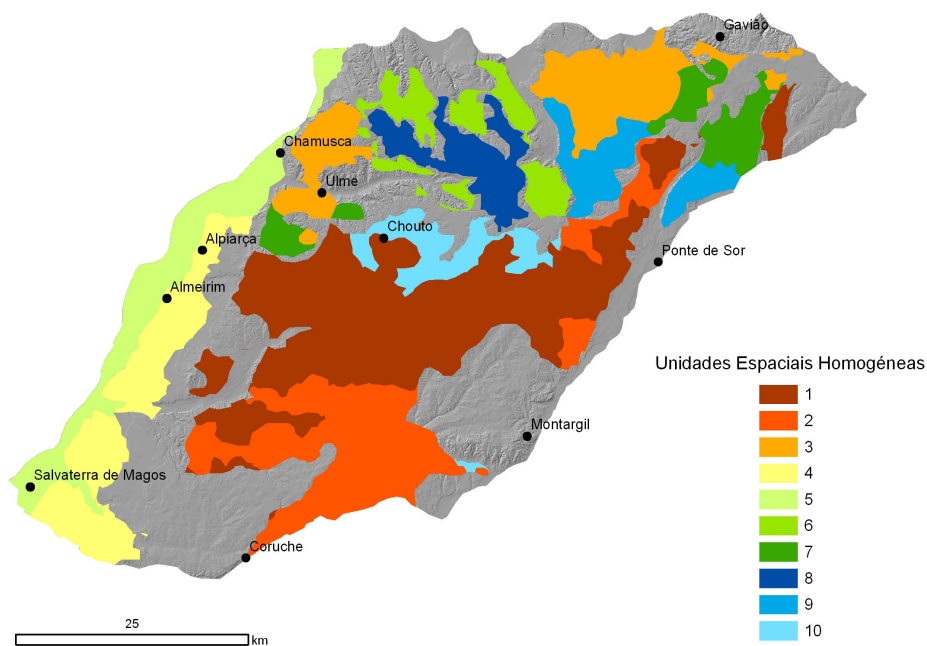 Gavião
Chamusca
Ulme
Chouto
Alpiarça
Ponte de Sor
Almeirim
Unidades Espaciais Homogéneas
1
2
3
4
5
6
7
8
9
10
Montargil
Salvaterra de Magos
Coruche
25
km